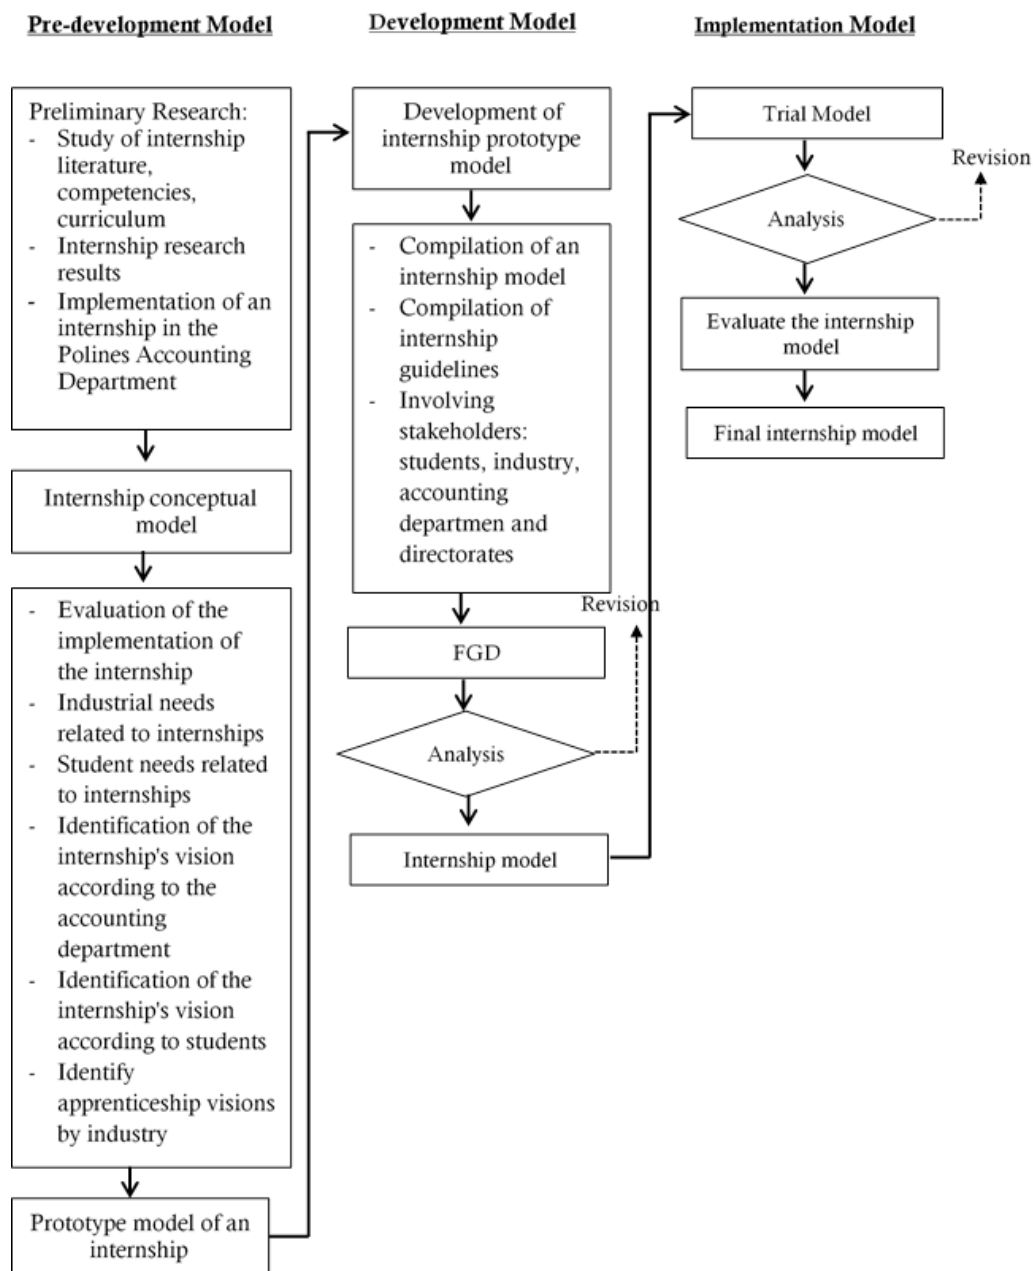 Pre-development Model
Preliminary Research:
- Study of internship
literature,
competencies,
curriculum
- Internship research
results
- Implementation of an
internship in the
Polines Accounting
Department
Internship conceptual
model
- Evaluation of the
implementation of
the internship
- Industrial needs
related to internships
- Student needs related
to internships
- Identification of the
internship's vision
according to the
accounting
department
- Identification of the
internship's vision
according to students
- Identify
apprenticeship visions
by industry
Prototype model of an
internship
Development Model
Development of
internship prototype
model
- Compilation of an
internship model
- Compilation of
internship
guidelines
- Involving
stakeholders:
students, industry,
accounting
departmen and
directorates
Revision
FGD
Analysis
Internship model
Implementation Model
Trial Model
Revision
Analysis
Evaluate the internship
model
Final internship model